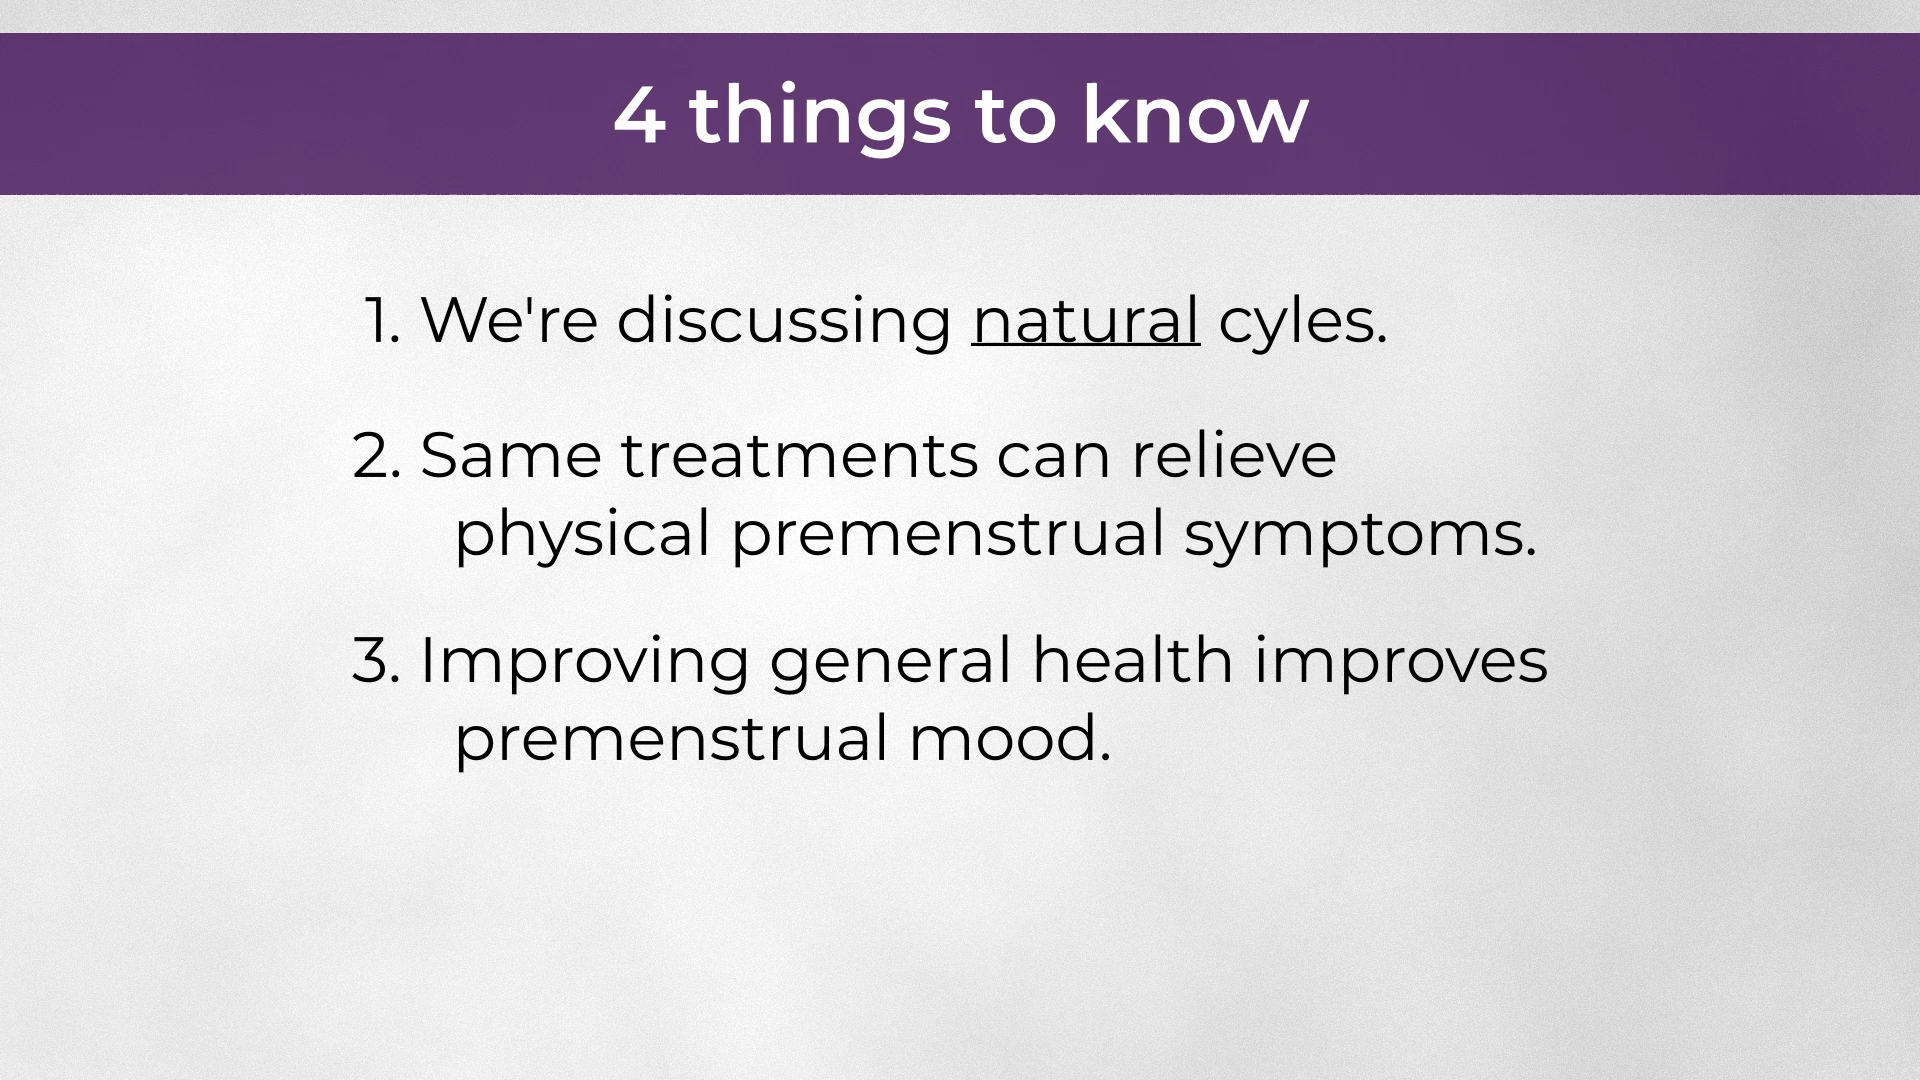 4 things to know
1. We're discussing natural cyles.
2. Same treatments can relieve
physical premenstrual symptoms.
3. Improving general health improves
premenstrual mood.